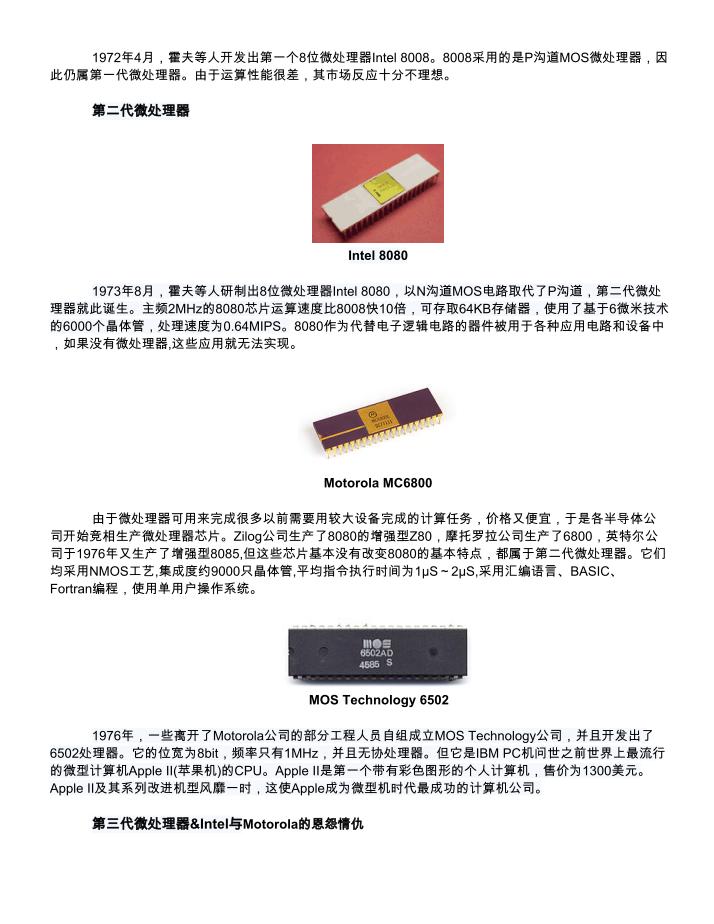 1972年4月，霍夫等人开发出第一个8位微处理器Intel 8008。8008采用的是P沟道MOS微处理器，因
此仍属第一代微处理器。由于运算性能很差，其市场反应十分不理想。
第二代微处理器
Intel 8080
1973年8月，霍夫等人研制出8位微处理器Intel 8080，以N沟道MOS电路取代了P沟道，第二代微处
理器就此诞生。主频2MHz的8080芯片运算速度比8008快10倍，可存取64KB存储器，使用了基于6微米技术
的6000个晶体管，处理速度为0.64MIPS。8080作为代替电子逻辑电路的器件被用于各种应用电路和设备中
，如果没有微处理器,这些应用就无法实现。
Motorola MC6800
由于微处理器可用来完成很多以前需要用较大设备完成的计算任务，价格又便宜，于是各半导体公
司开始竞相生产微处理器芯片。Zilog公司生产了8080的增强型Z80，摩托罗拉公司生产了6800，英特尔公
司于1976年又生产了增强型8085,但这些芯片基本没有改变8080的基本特点，都属于第二代微处理器。它们
均采用NMOS工艺,集成度约9000只晶体管,平均指令执行时间为1μS～2μS,采用汇编语言、BASIC、
Fortran编程，使用单用户操作系统。
mos
6502AD
4585 S
MOS Technology 6502
1976年，一些离开了Motorola公司的部分工程人员自组成立MOS Technology公司，并且开发出了
6502处理器。它的位宽为8bit，频率只有1MHz，并且无协处理器。但它是IBM PC机问世之前世界上最流行
的微型计算机Apple II(苹果机)的CPU。Apple II是第一个带有彩色图形的个人计算机，售价为1300美元。
Apple II及其系列改进机型风靡一时，这使Apple成为微型机时代最成功的计算机公司。
第三代微处理器&Intel与Motorola的恩怨情仇